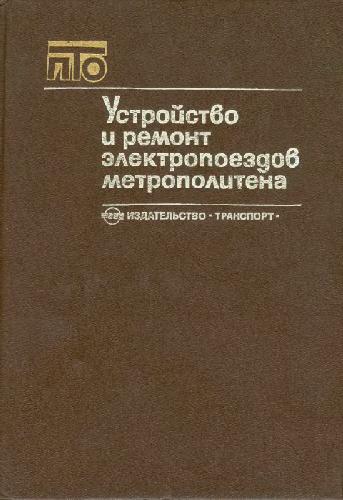 ПТО
Устройство
и ремонт
электропоездов
метрополитена
ИЗДАТЕЛЬСТВО «ТРАНСПОРТ»